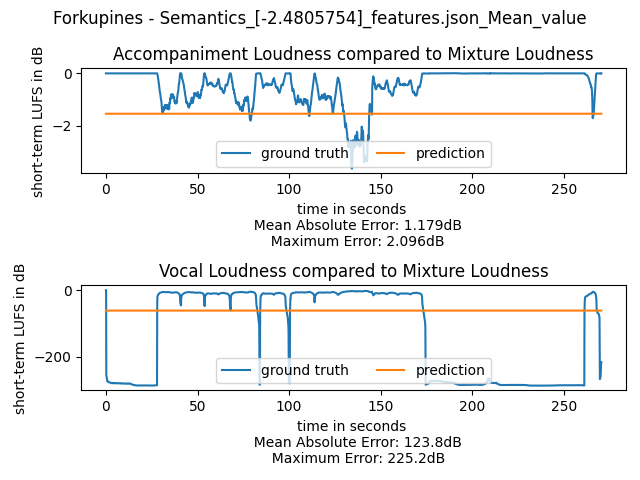 Forkupines - Semantics_[-2.4805754]_features.json_Mean_value
Accompaniment Loudness compared to Mixture Loudness
short-term LUFS in dB
0
−2
ground truth
prediction
0
50
100
150
200
250
time in seconds
Mean Absolute Error: 1.179dB
Maximum Error: 2.096dB
Vocal Loudness compared to Mixture Loudness
short-term LUFS in dB
0
−200
ground truth
prediction
0
50
100
150
200
250
time in seconds
Mean Absolute Error: 123.8dB
Maximum Error: 225.2dB